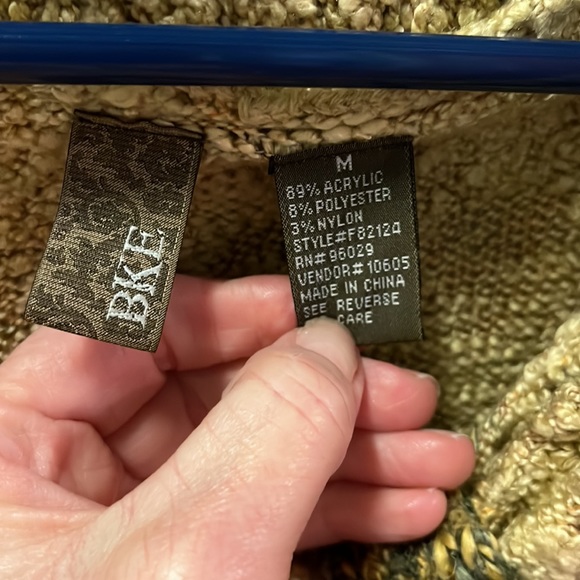 BKE
M
89% ACRYLIC
8% POLYESTER
3% NYLON
STYLE#F82124
RN#96029
VENDOR# 10605
MADE IN CHINA
SEE REVERSE
CARE